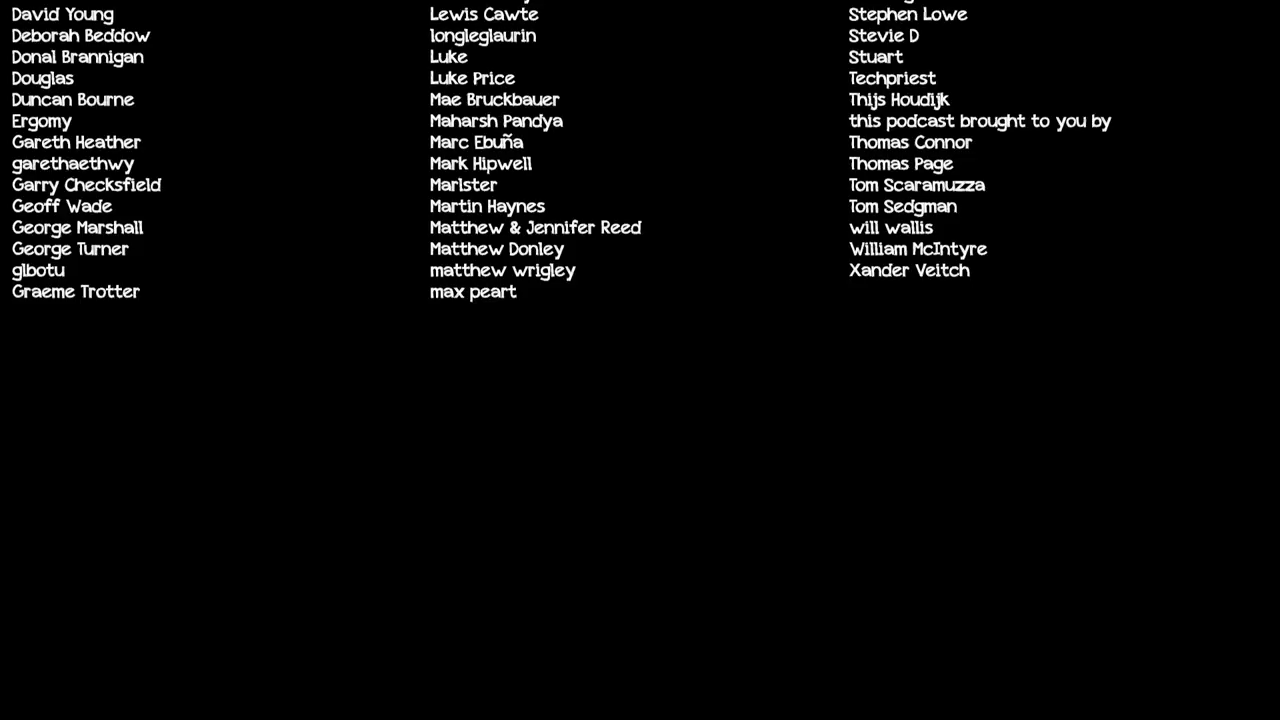 David Young
Deborah Beddow
Donal Brannigan
Douglas
Duncan Bourne
Ergomy
Gareth Heather
garethaethwy
Garry Checksfield
Geoff Wade
George Marshall
George Turner
glbotu
Graeme Trotter
Lewis Cawte
longleglaurin
Luke
Luke Price
Mae Bruckbauer
Maharsh Pandya
Marc Ebuña
Mark Hipwell
Marlster
Martin Haynes
Matthew & Jennifer Reed
Matthew Donley
matthew wrigley
max peart
Stephen Lowe
Stevie D
Stuart
Techpriest
Thijs Houdijk
this podcast brought to you by
Thomas Connor
Thomas Page
Tom Scaramuzza
Tom Sedgman
will wallis
William McIntyre
Xander Veitch